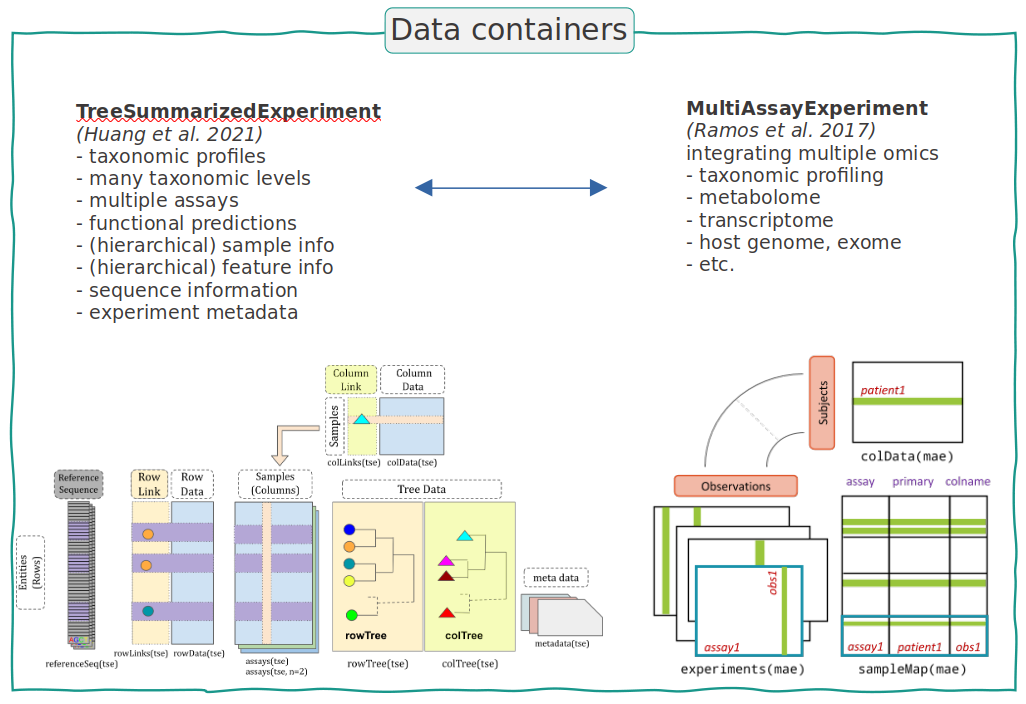 Data containers
TreeSummarizedExperiment
(Huang et al. 2021)
- taxonomic profiles
- many taxonomic levels
- multiple assays
- functional predictions
- (hierarchical) sample info
- (hierarchical) feature info
- sequence information
- experiment metadata
MultiAssayExperiment
(Ramos et al. 2017)
integrating multiple omics
- taxonomic profiling
- metabolome
- transcriptome
- host genome, exome
- etc.
Column
Link
Column
Data
Samples
colLinks(tse)
colData(tse)
Reference
Sequence
Row
Link
Row
Data
Samples
(Columns)
Tree Data
Entities
(Rows)
AG
rowTree
colTree
meta data
referenceSeq(tse)
rowLinks(tse)
rowData(tse)
assays(tse)
assays(tse, n=2)
rowTree(tse)
colTree(tse)
metadata(tse)
Subjects
patient1
colData(mae)
Observations
assay
primary
colname
obs1
assay1
experiments(mae)
assay1
patient1
obs1
sampleMap(mae)